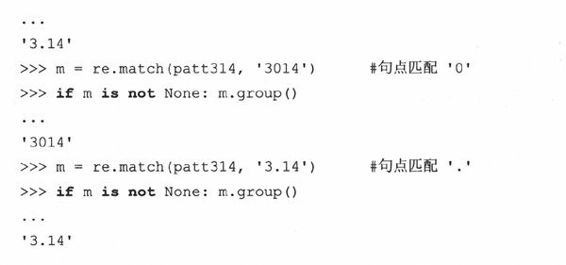 ...
'3.14'
>>> m = re.match(patt314, '3014')      #句点匹配 '0'
>>> if m is not None: m.group()
...
'3014'
>>> m = re.match(patt314, '3.14')      #句点匹配 '.'
>>> if m is not None: m.group()
...
'3.14'